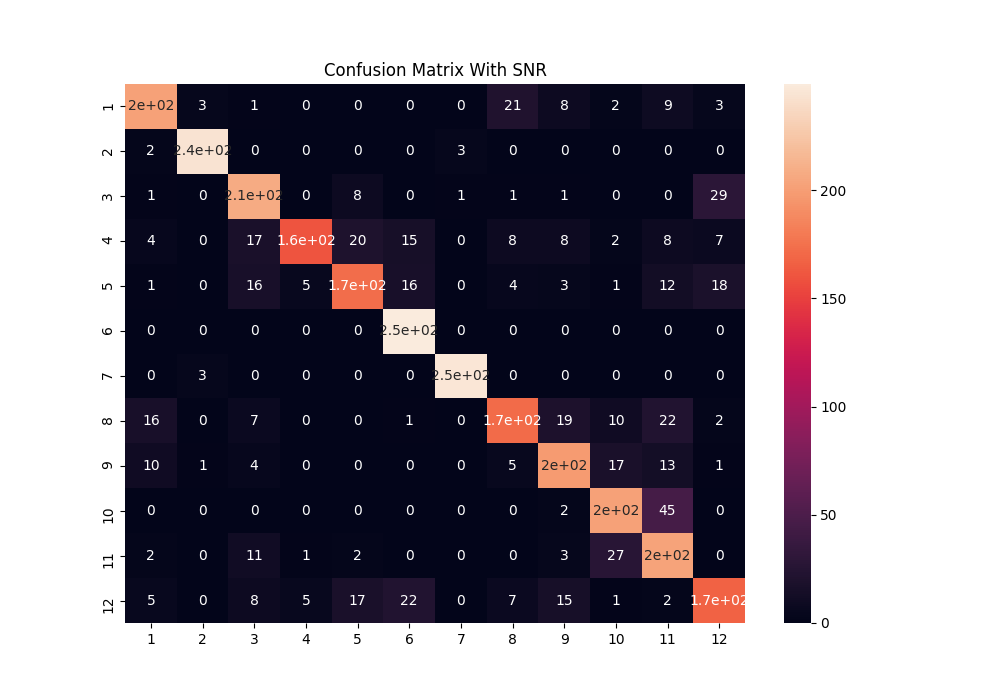 Confusion Matrix With SNR
1 2e+02 3 1 0 0 0 0 21 8 2 9 3
2 2 2.4e+02 0 0 0 0 3 0 0 0 0 0
3 1 0 2.1e+02 0 8 0 1 1 1 0 0 29
4 4 0 17 1.6e+02 20 15 0 8 8 2 8 7
5 1 0 16 5 1.7e+02 16 0 4 3 1 12 18
6 0 0 0 0 0 2.5e+02 0 0 0 0 0 0
7 0 3 0 0 0 0 2.5e+02 0 0 0 0 0
8 16 0 7 0 0 1 0 1.7e+02 19 10 22 2
9 10 1 4 0 0 0 0 5 2e+02 17 13 1
10 0 0 0 0 0 0 0 0 2 2e+02 45 0
11 2 0 11 1 2 0 0 0 3 27 2e+02 0
12 5 0 8 5 17 22 0 7 15 1 2 1.7e+02
1 2 3 4 5 6 7 8 9 10 11 12
200
150
100
50
0